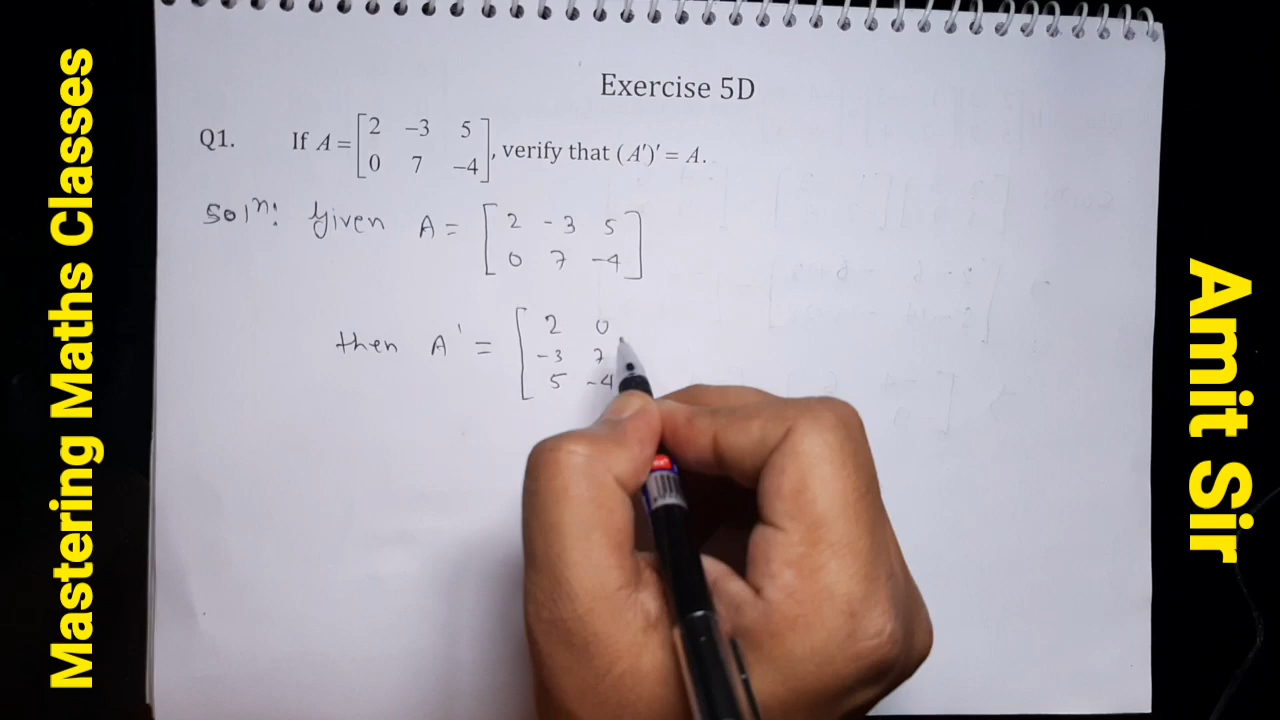 Mastering Maths Classes
Exercise 5D
Q1. If A = [2 -3 5
0 7 -4], verify that (A′)′ = A.
Solⁿ: Given A = [2 -3 5
0 7 -4]
then A' = [2 0
-3 7
5 -4
Amit Sir